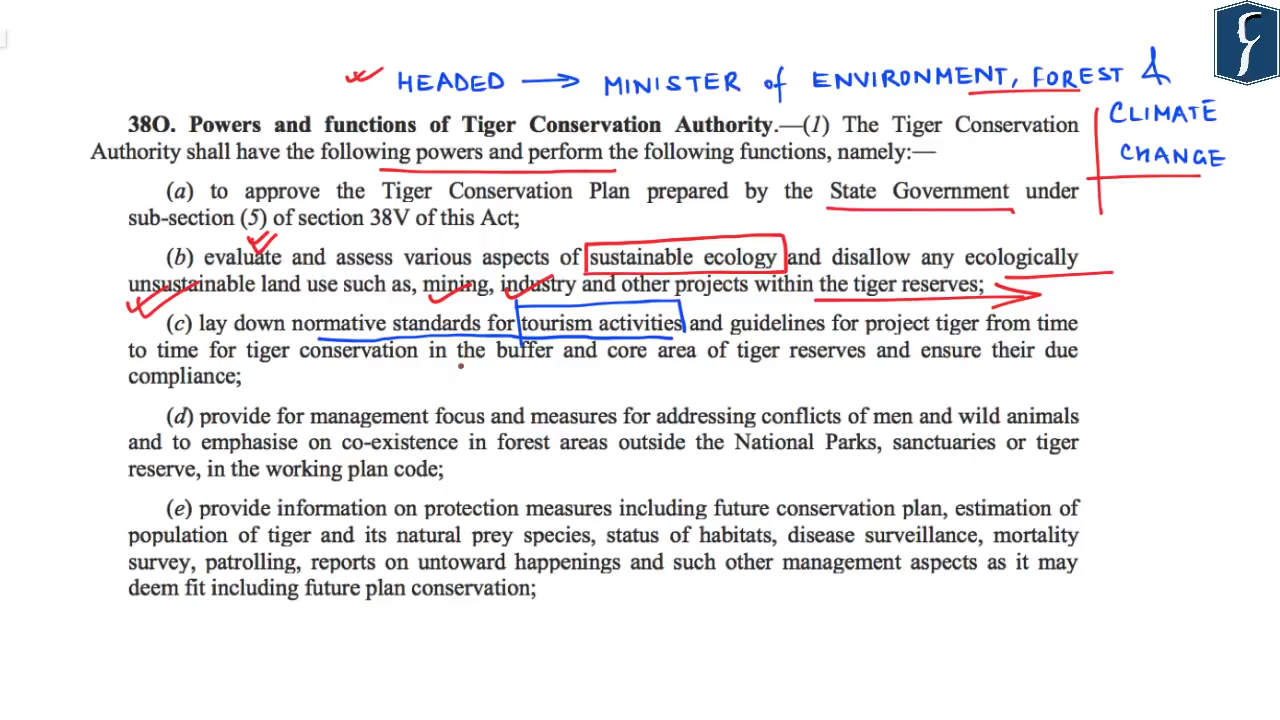 HEADED → MINISTER of ENVIRONMENT, FOREST &
CLIMATE
CHANGE
38O. Powers and functions of Tiger Conservation Authority.—(1) The Tiger Conservation
Authority shall have the following powers and perform the following functions, namely:—
(a) to approve the Tiger Conservation Plan prepared by the State Government under
sub-section (5) of section 38V of this Act;
(b) evaluate and assess various aspects of sustainable ecology and disallow any ecologically
unsustainable land use such as, mining, industry and other projects within the tiger reserves;
(c) lay down normative standards for tourism activities and guidelines for project tiger from time
to time for tiger conservation in the buffer and core area of tiger reserves and ensure their due
compliance;
(d) provide for management focus and measures for addressing conflicts of men and wild animals
and to emphasise on co-existence in forest areas outside the National Parks, sanctuaries or tiger
reserve, in the working plan code;
(e) provide information on protection measures including future conservation plan, estimation of
population of tiger and its natural prey species, status of habitats, disease surveillance, mortality
survey, patrolling, reports on untoward happenings and such other management aspects as it may
deem fit including future plan conservation;